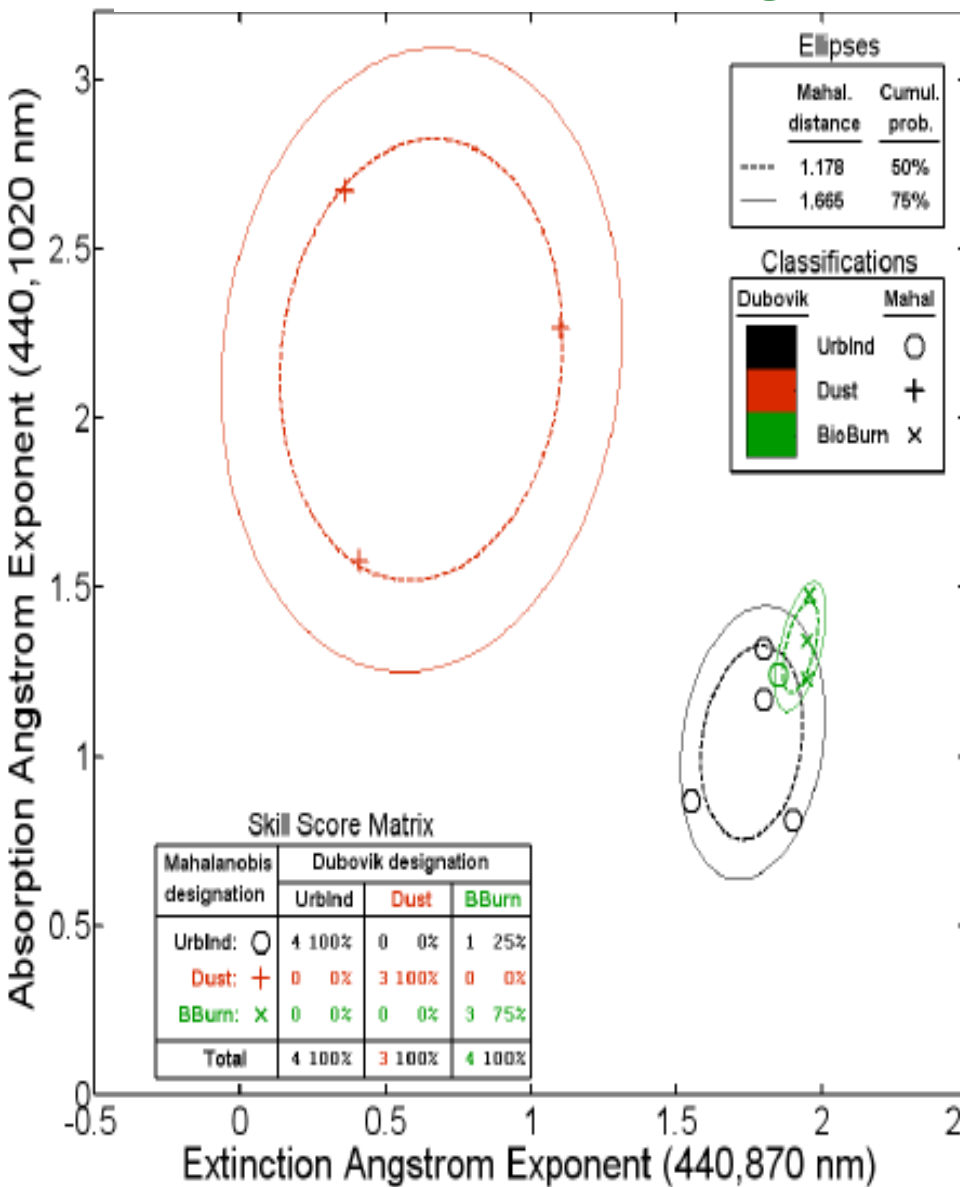 Ellipses
Mahal. Cumul.
distance prob.
1.178 50%
1.665 75%
Classifications
Dubovik Mahal
UrbInd
Dust
BioBurn
Absorption Angstrom Exponent (440,1020 nm)
3
2.5
2
1.5
1
0.5
0
Skill Score Matrix
Mahalanobis designation Dubovik designation
UrbInd Dust BBurn
UrbInd: 4 100% 0 0% 1 25%
Dust: 0 0% 3 100% 0 0%
BBurn: 0 0% 0 0% 3 75%
Total 4 100% 3 100% 4 100%
-0.5 0 0.5 1 1.5 2
Extinction Angstrom Exponent (440,870 nm)